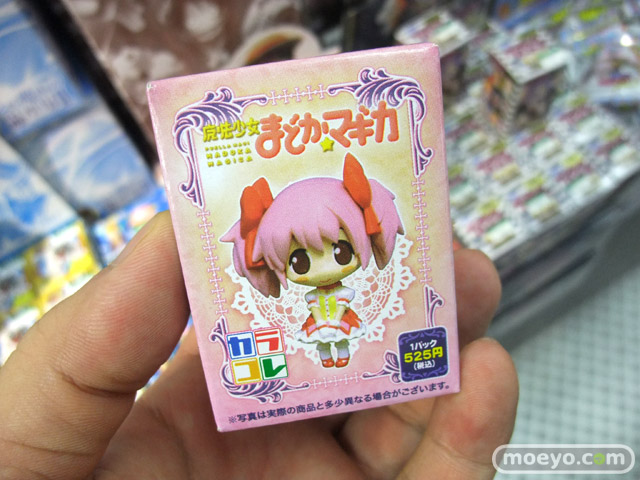 魔法少女
まどか☆マギカ
PUELLA MAGI
MADOKA
MAGICA
カラ
コレ
1パック
525円
(税込)
※写真は実際の商品と多少異なる場合がございます。
moeyo.com